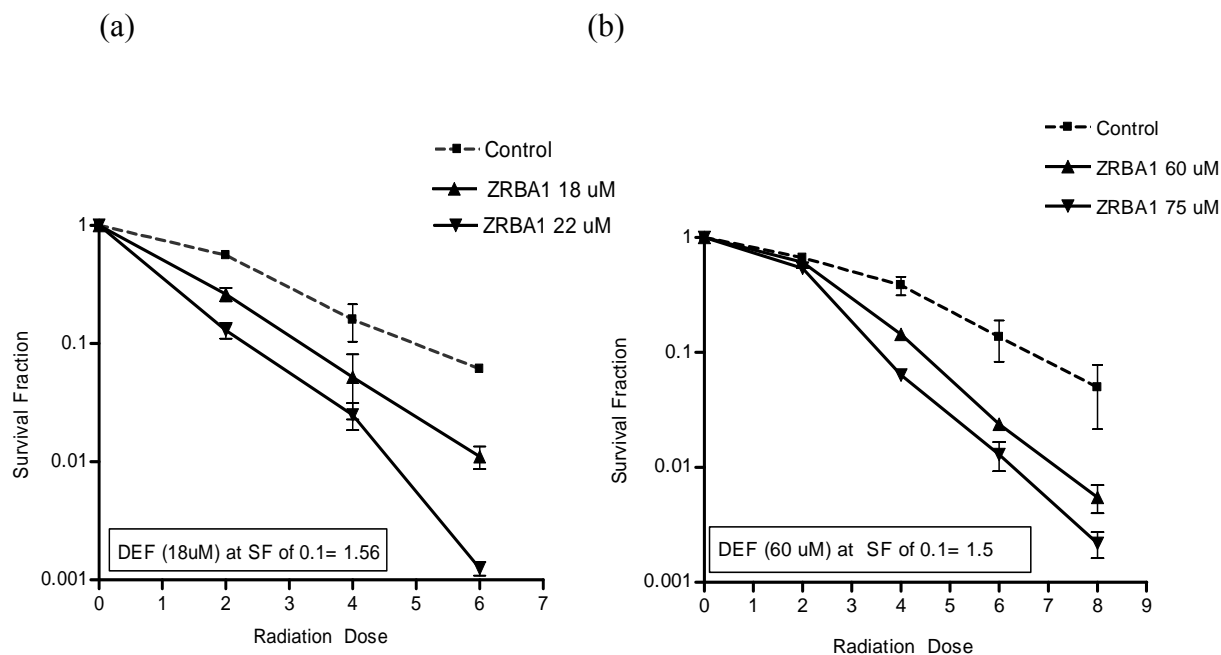 (a)
(b)
Control
ZRBA1 18 uM
ZRBA1 22 uM
1
0.1
0.01
0.001
Survival Fraction
DEF (18uM) at SF of 0.1= 1.56
0 1 2 3 4 5 6 7
Radiation Dose
Control
ZRBA1 60 uM
ZRBA1 75 uM
1
0.1
0.01
0.001
Survival Fraction
DEF (60 uM) at SF of 0.1= 1.5
0 1 2 3 4 5 6 7 8 9
Radiation Dose